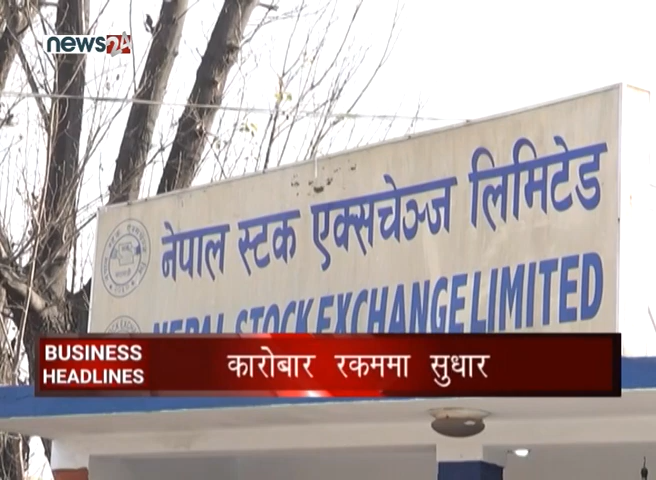 news24
नेपाल स्टक एक्सचेञ्ज लिमिटेड
NEPAL STOCK EXCHANGE LIMITED
BUSINESS
HEADLINES
कारोबार रकममा सुधार